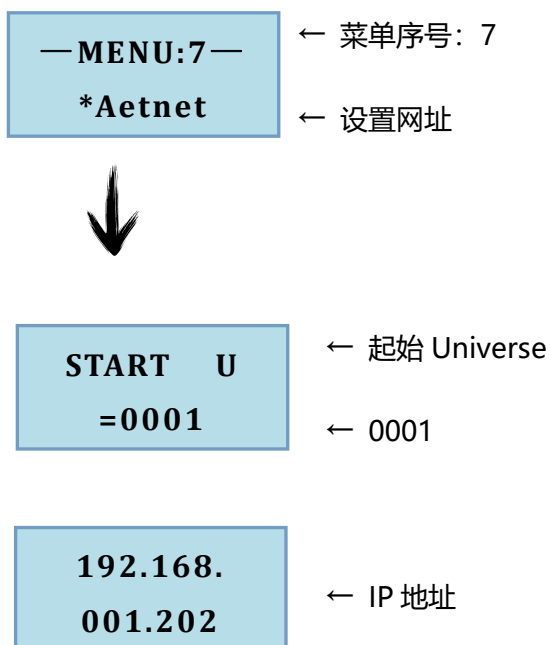 —MENU:7— ← 菜单序号：7
*Aetnet ← 设置网址
START U ← 起始 Universe
=0001 ← 0001
192.168.
001.202 ← IP 地址